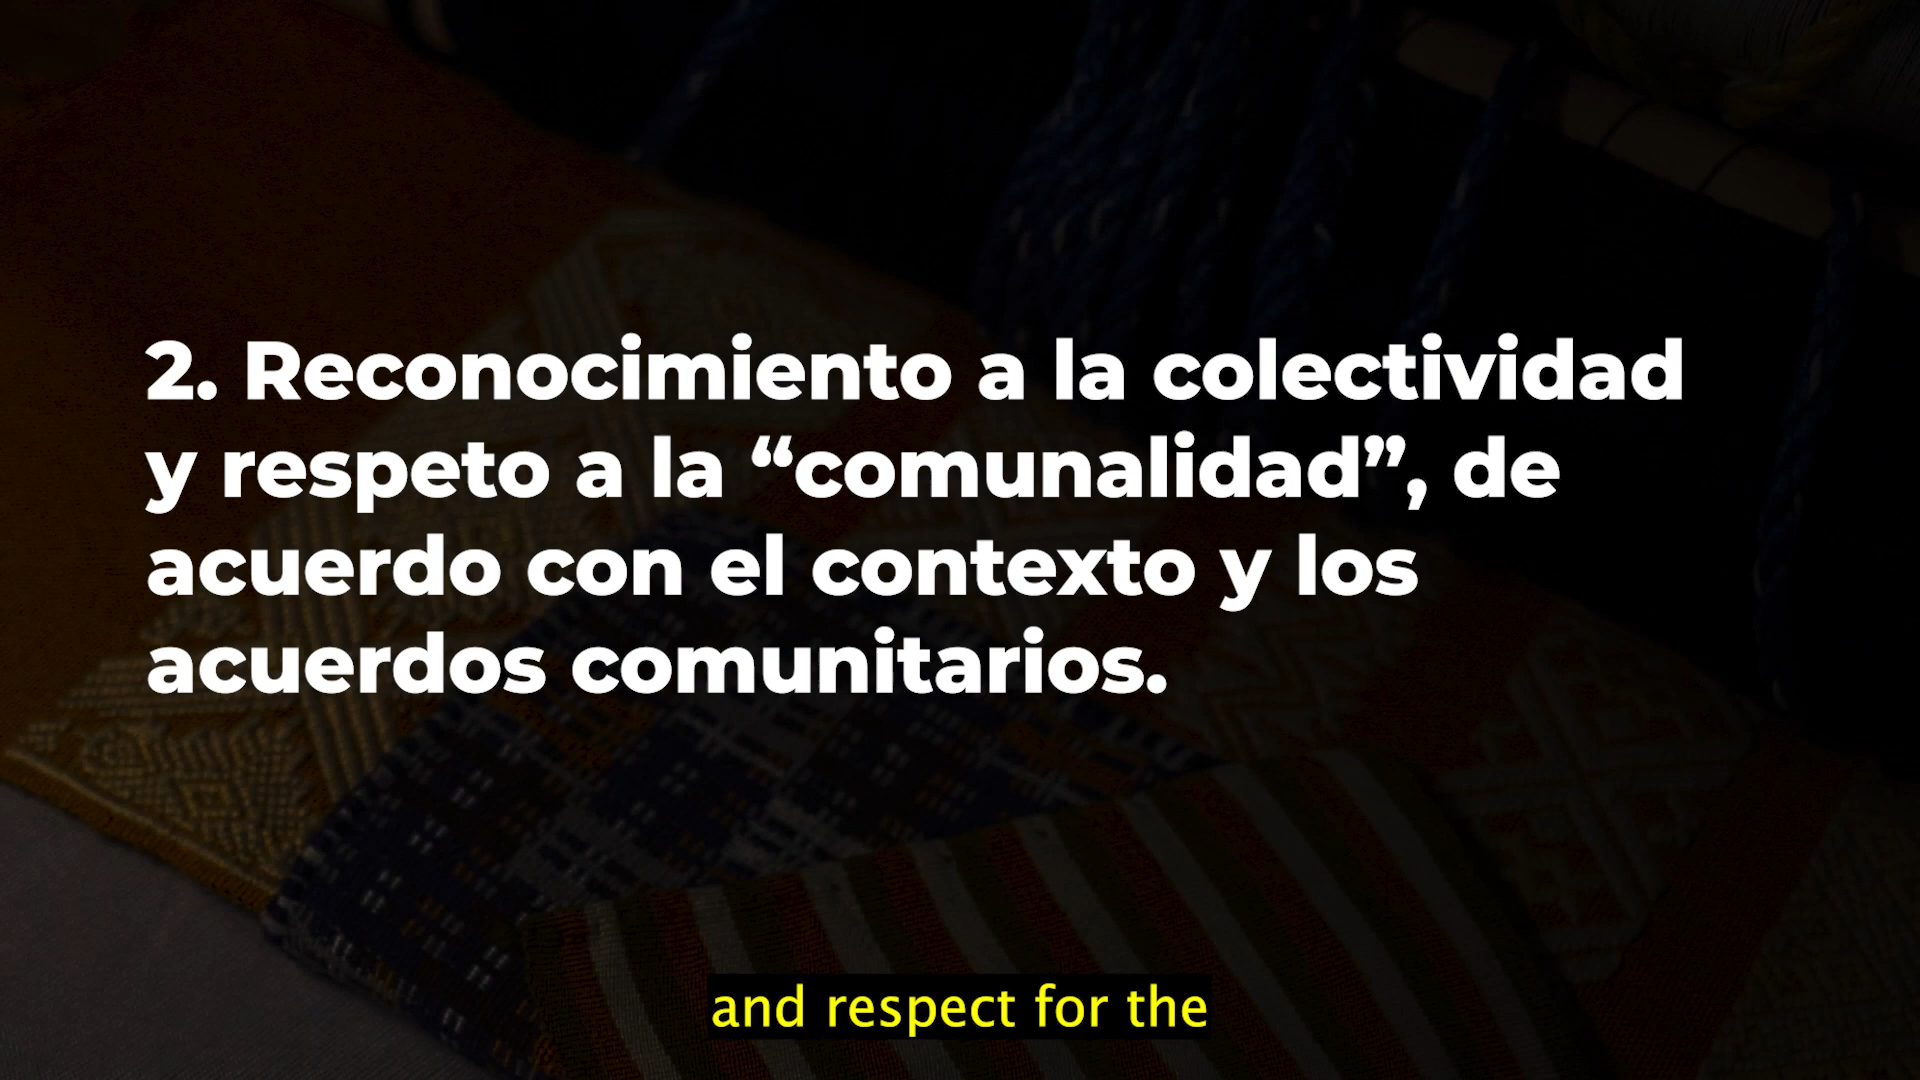 2. Reconocimiento a la colectividad
y respeto a la “comunalidad”, de
acuerdo con el contexto y los
acuerdos comunitarios.
and respect for the